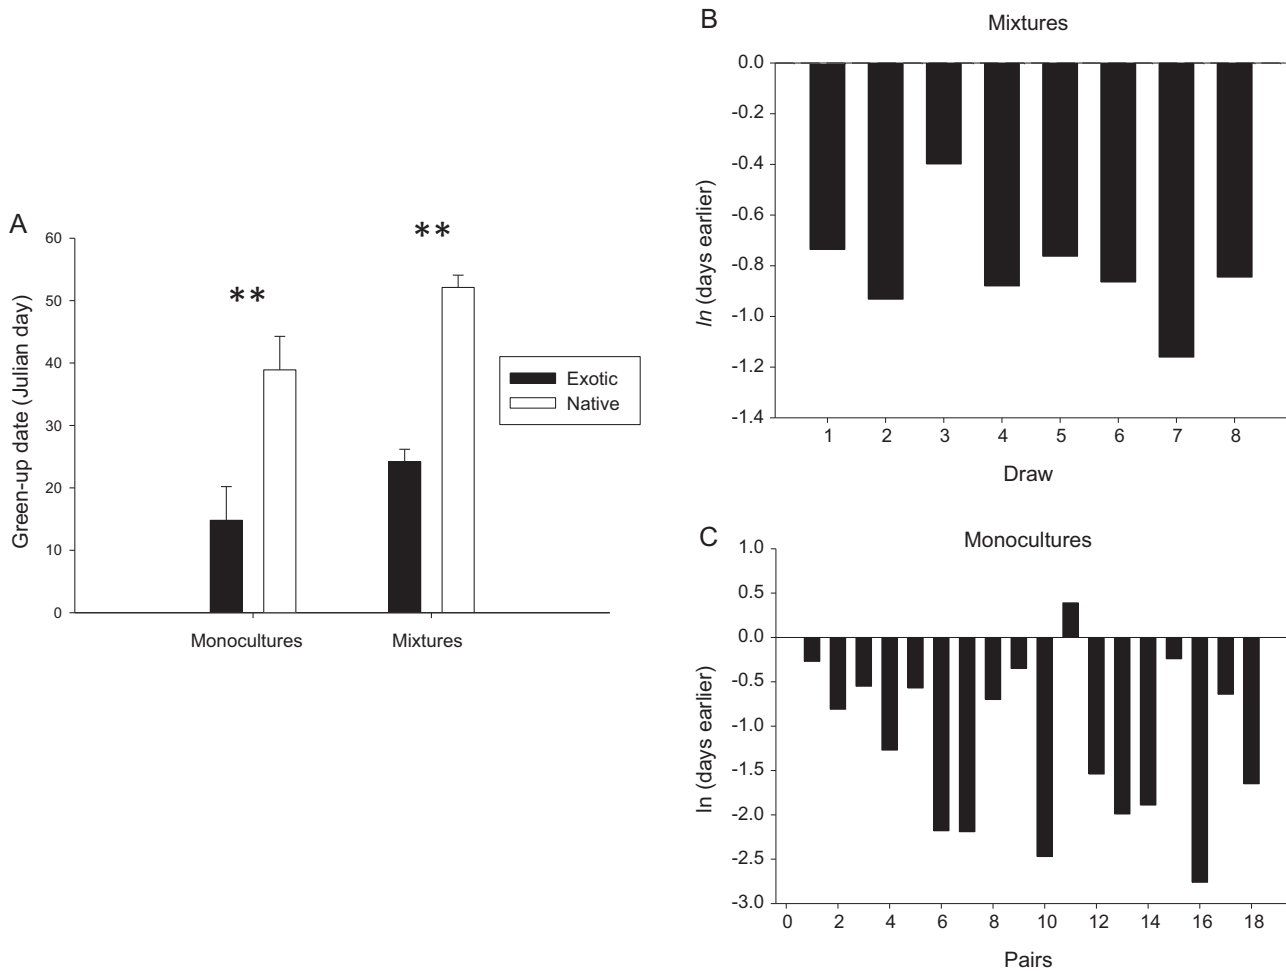 A
60
50
40
30
20
10
0
Green-up date (Julian day)
**
**
Monocultures
Mixtures
Exotic
Native
B
Mixtures
0.0
-0.2
-0.4
-0.6
-0.8
-1.0
-1.2
-1.4
ln (days earlier)
1 2 3 4 5 6 7 8
Draw
C
Monocultures
1.0
0.5
0.0
-0.5
-1.0
-1.5
-2.0
-2.5
-3.0
ln (days earlier)
0 2 4 6 8 10 12 14 16 18
Pairs